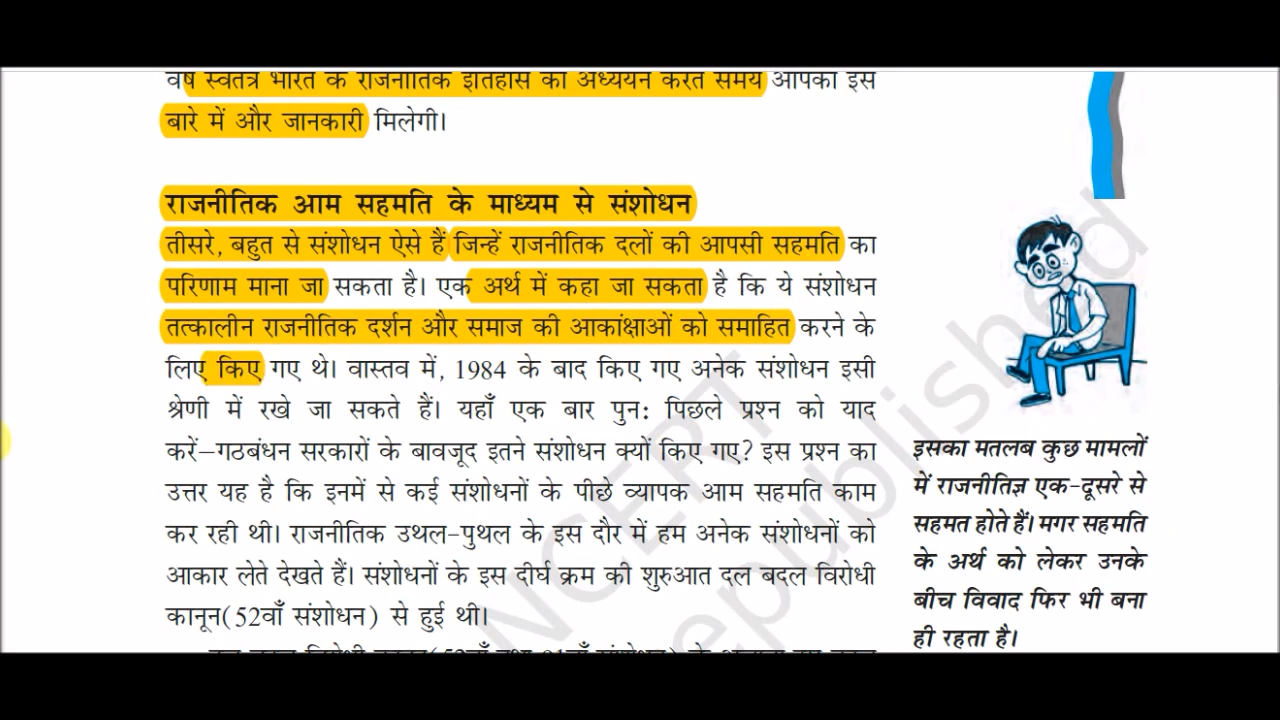 वर्ष स्वतंत्र भारत के राजनीतिक इतिहास का अध्ययन करते समय आपको इस
बारे में और जानकारी मिलेगी।
राजनीतिक आम सहमति के माध्यम से संशोधन
तीसरे, बहुत से संशोधन ऐसे हैं जिन्हें राजनीतिक दलों की आपसी सहमति का
परिणाम माना जा सकता है। एक अर्थ में कहा जा सकता है कि ये संशोधन
तत्कालीन राजनीतिक दर्शन और समाज की आकांक्षाओं को समाहित करने के
लिए किए गए थे। वास्तव में, 1984 के बाद किए गए अनेक संशोधन इसी
श्रेणी में रखे जा सकते हैं। यहाँ एक बार पुन: पिछले प्रश्न को याद
करें–गठबंधन सरकारों के बावजूद इतने संशोधन क्यों किए गए? इस प्रश्न का
उत्तर यह है कि इनमें से कई संशोधनों के पीछे व्यापक आम सहमति काम
कर रही थी। राजनीतिक उथल-पुथल के इस दौर में हम अनेक संशोधनों को
आकार लेते देखते हैं। संशोधनों के इस दीर्घ क्रम की शुरुआत दल बदल विरोधी
कानून(52वाँ संशोधन) से हुई थी।
इसका मतलब कुछ मामलों
में राजनीतिज्ञ एक-दूसरे से
सहमत होते हैं। मगर सहमति
के अर्थ को लेकर उनके
बीच विवाद फिर भी बना
ही रहता है।
NCERT
republished